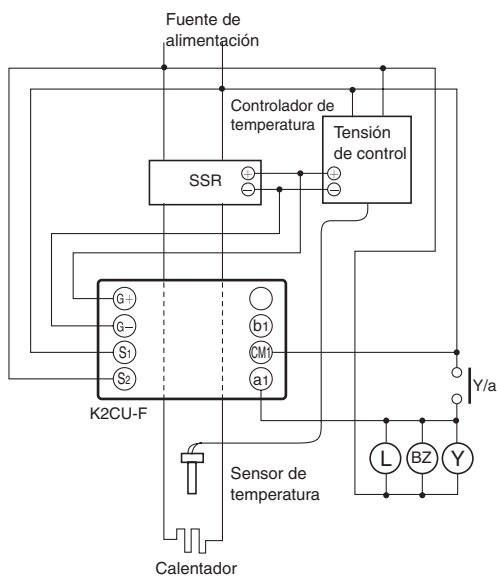 Fuente de
alimentación
Controlador de
temperatura
Tensión
de control
SSR
+
−
+
−
G+
G−
S1
S2
b1
CM1
a1
K2CU-F
Y/a
L
BZ
Y
Sensor de
temperatura
Calentador